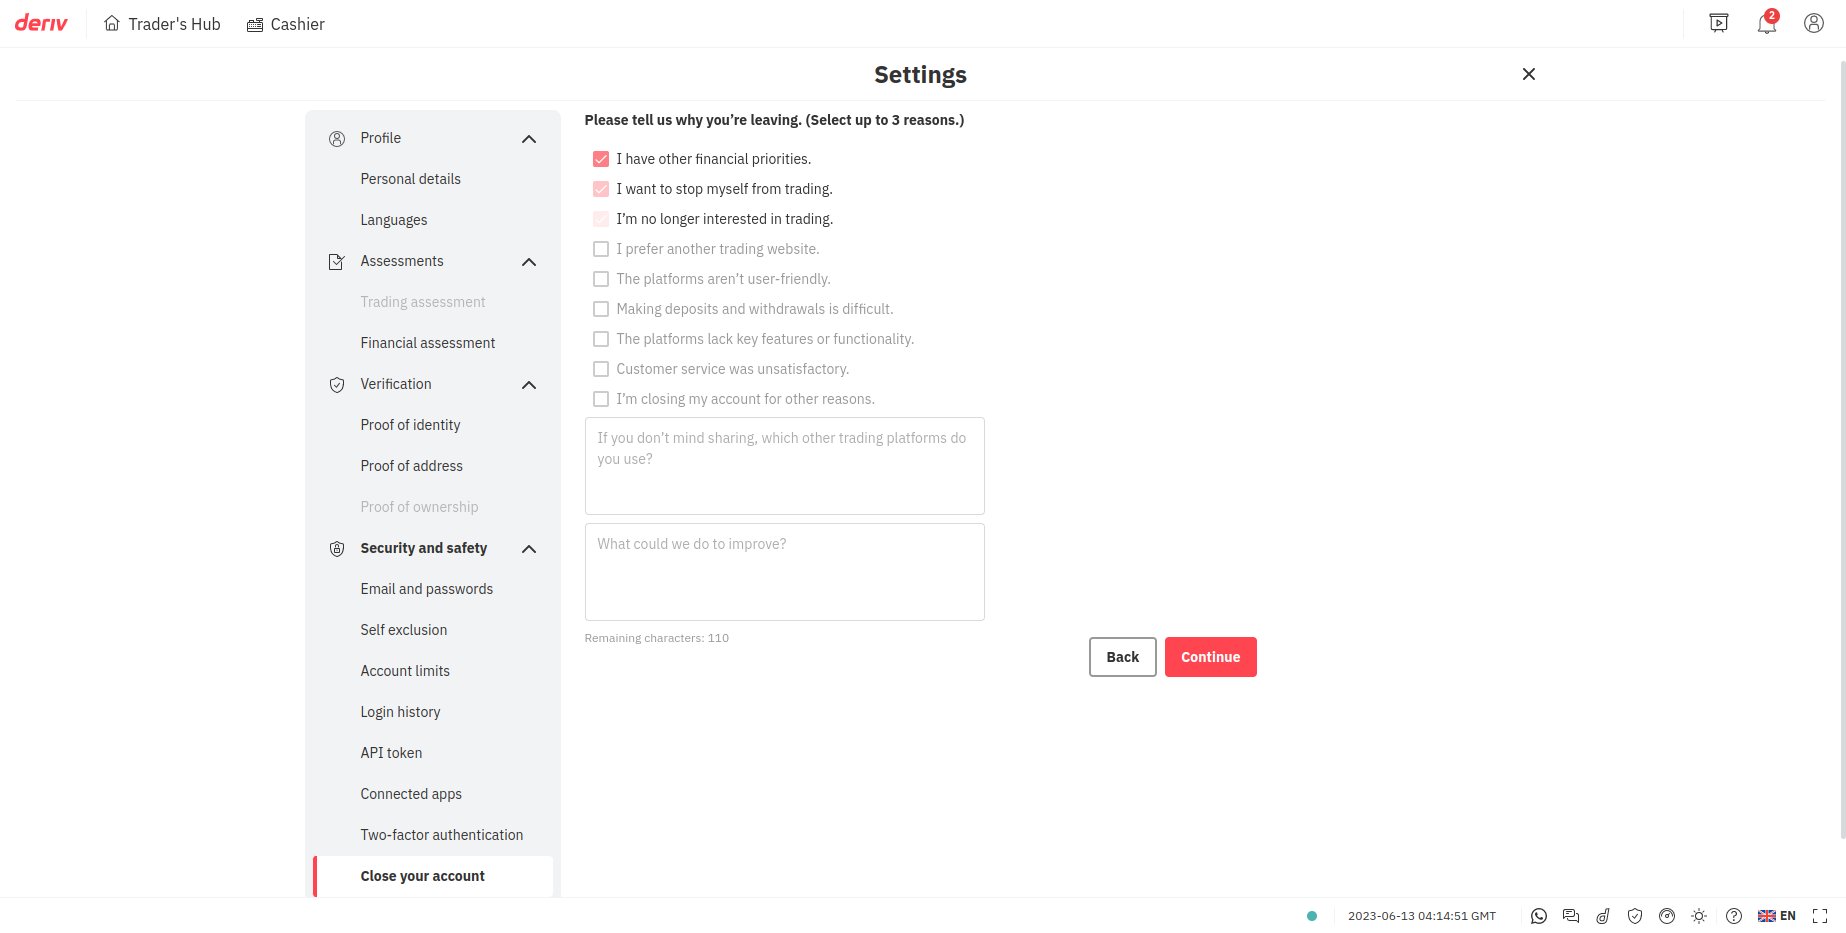 deriv
Trader's Hub
Cashier
2
Settings
Profile
Personal details
Languages
Assessments
Trading assessment
Financial assessment
Verification
Proof of identity
Proof of address
Proof of ownership
Security and safety
Email and passwords
Self exclusion
Account limits
Login history
API token
Connected apps
Two-factor authentication
Close your account
Please tell us why you’re leaving. (Select up to 3 reasons.)
I have other financial priorities.
I want to stop myself from trading.
I’m no longer interested in trading.
I prefer another trading website.
The platforms aren’t user-friendly.
Making deposits and withdrawals is difficult.
The platforms lack key features or functionality.
Customer service was unsatisfactory.
I’m closing my account for other reasons.
If you don’t mind sharing, which other trading platforms do
you use?
What could we do to improve?
Remaining characters: 110
Back
Continue
2023-06-13 04:14:51 GMT
EN